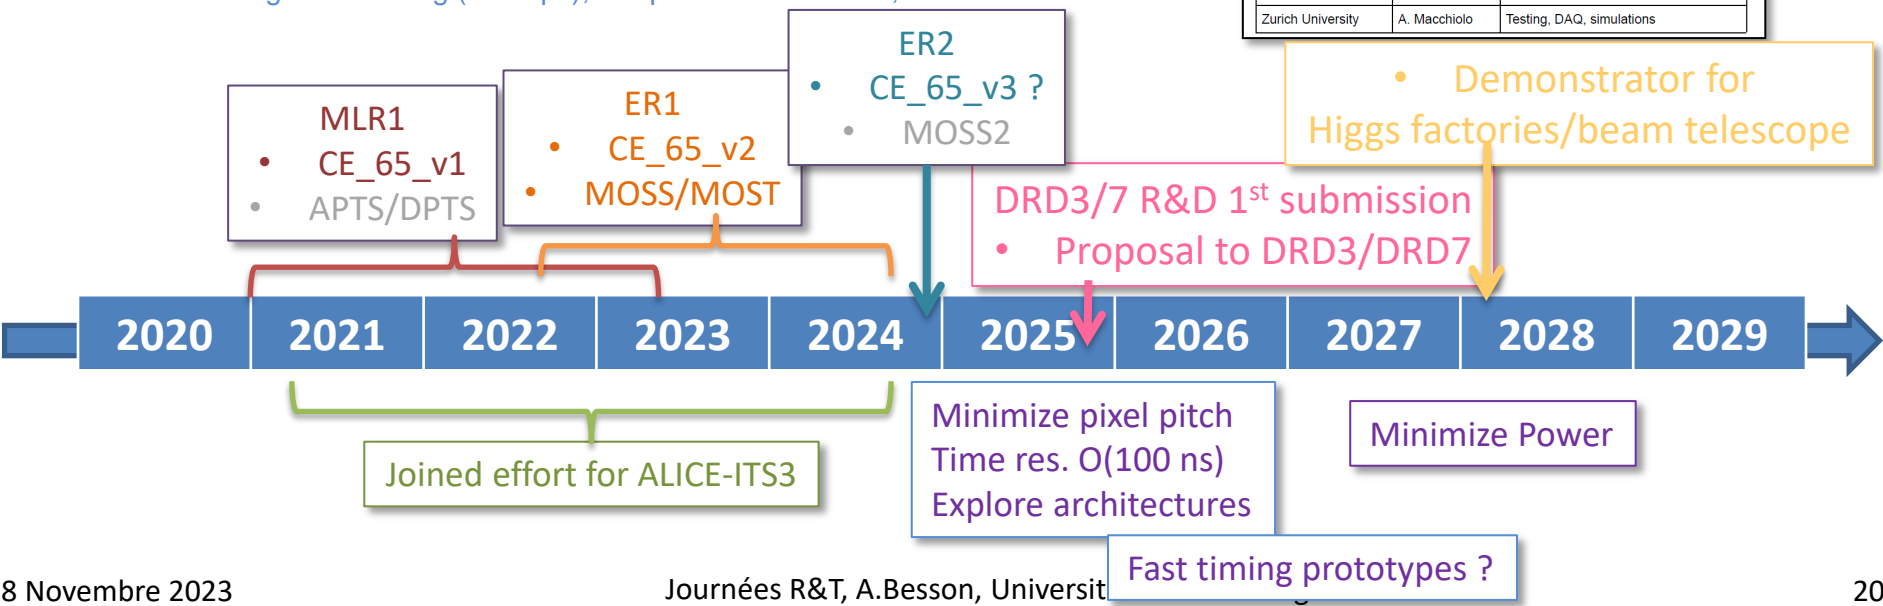 Zurich University A. Macchiolo Testing, DAQ, simulations
MLR1
• CE_65_v1
• APTS/DPTS
ER1
• CE_65_v2
• MOSS/MOST
ER2
• CE_65_v3 ?
• MOSS2
• Demonstrator for
Higgs factories/beam telescope
DRD3/7 R&D 1st submission
• Proposal to DRD3/DRD7
2020 2021 2022 2023 2024 2025 2026 2027 2028 2029
Joined effort for ALICE-ITS3
Minimize pixel pitch
Time res. O(100 ns)
Explore architectures
Minimize Power
Fast timing prototypes ?
8 Novembre 2023
Journées R&T, A.Besson, Universit
20